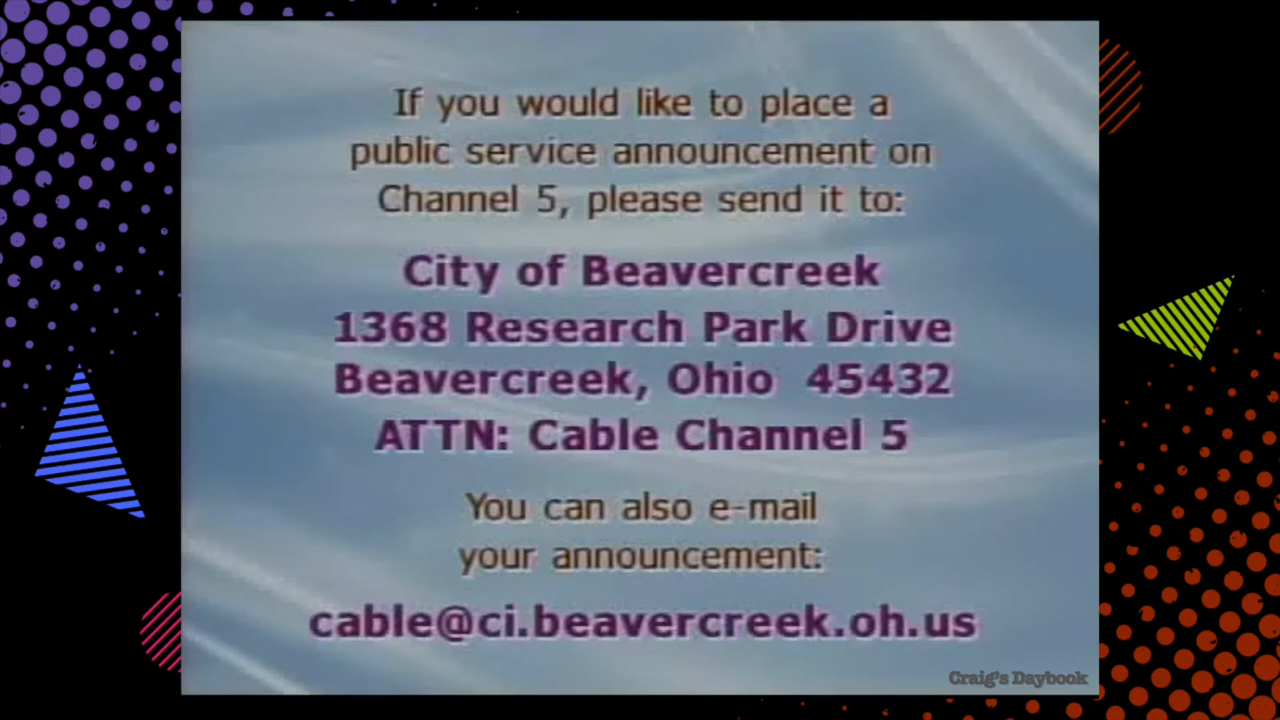 If you would like to place a
public service announcement on
Channel 5, please send it to:
City of Beavercreek
1368 Research Park Drive
Beavercreek, Ohio 45432
ATTN: Cable Channel 5
You can also e-mail
your announcement:
cable@ci.beavercreek.oh.us
Craig's Daybook